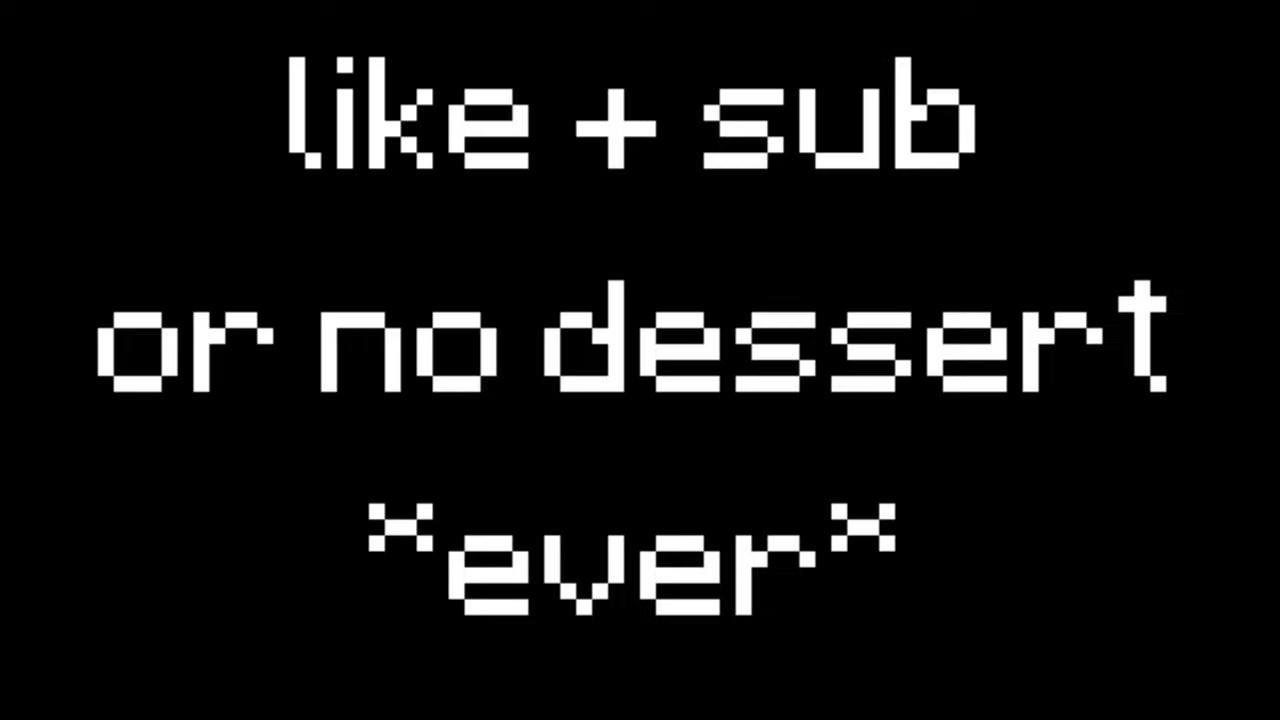 like + sub
or no dessert
*ever*